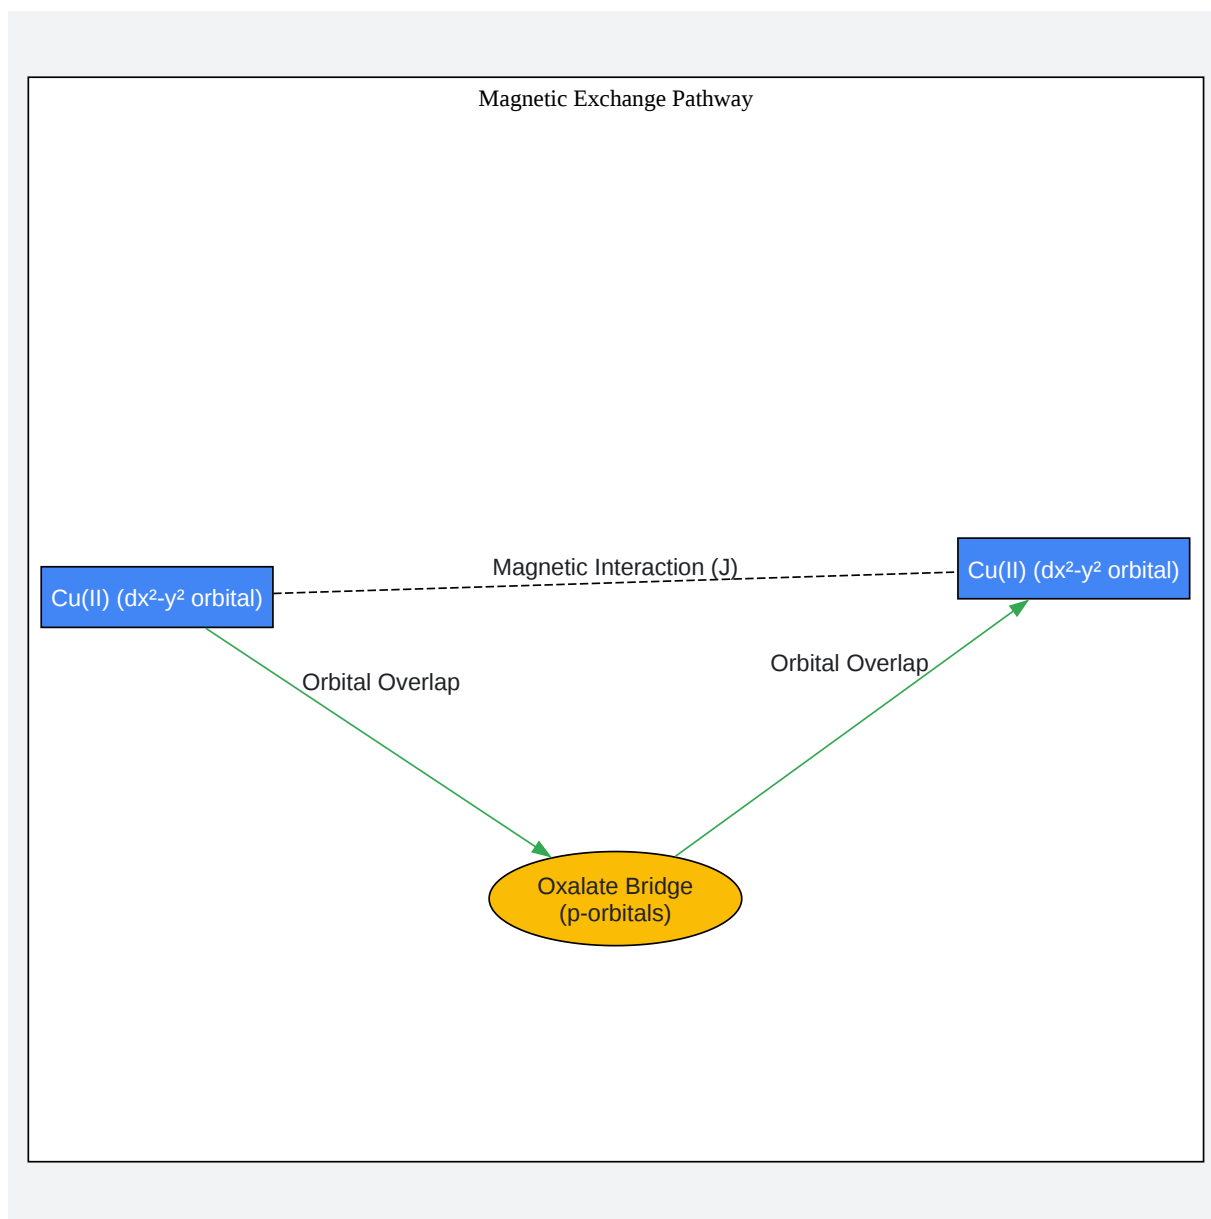 Magnetic Exchange Pathway
Magnetic Interaction (J)
Cu(II) (dx²-y² orbital)
Cu(II) (dx²-y² orbital)
Orbital Overlap
Orbital Overlap
Oxalate Bridge
(p-orbitals)